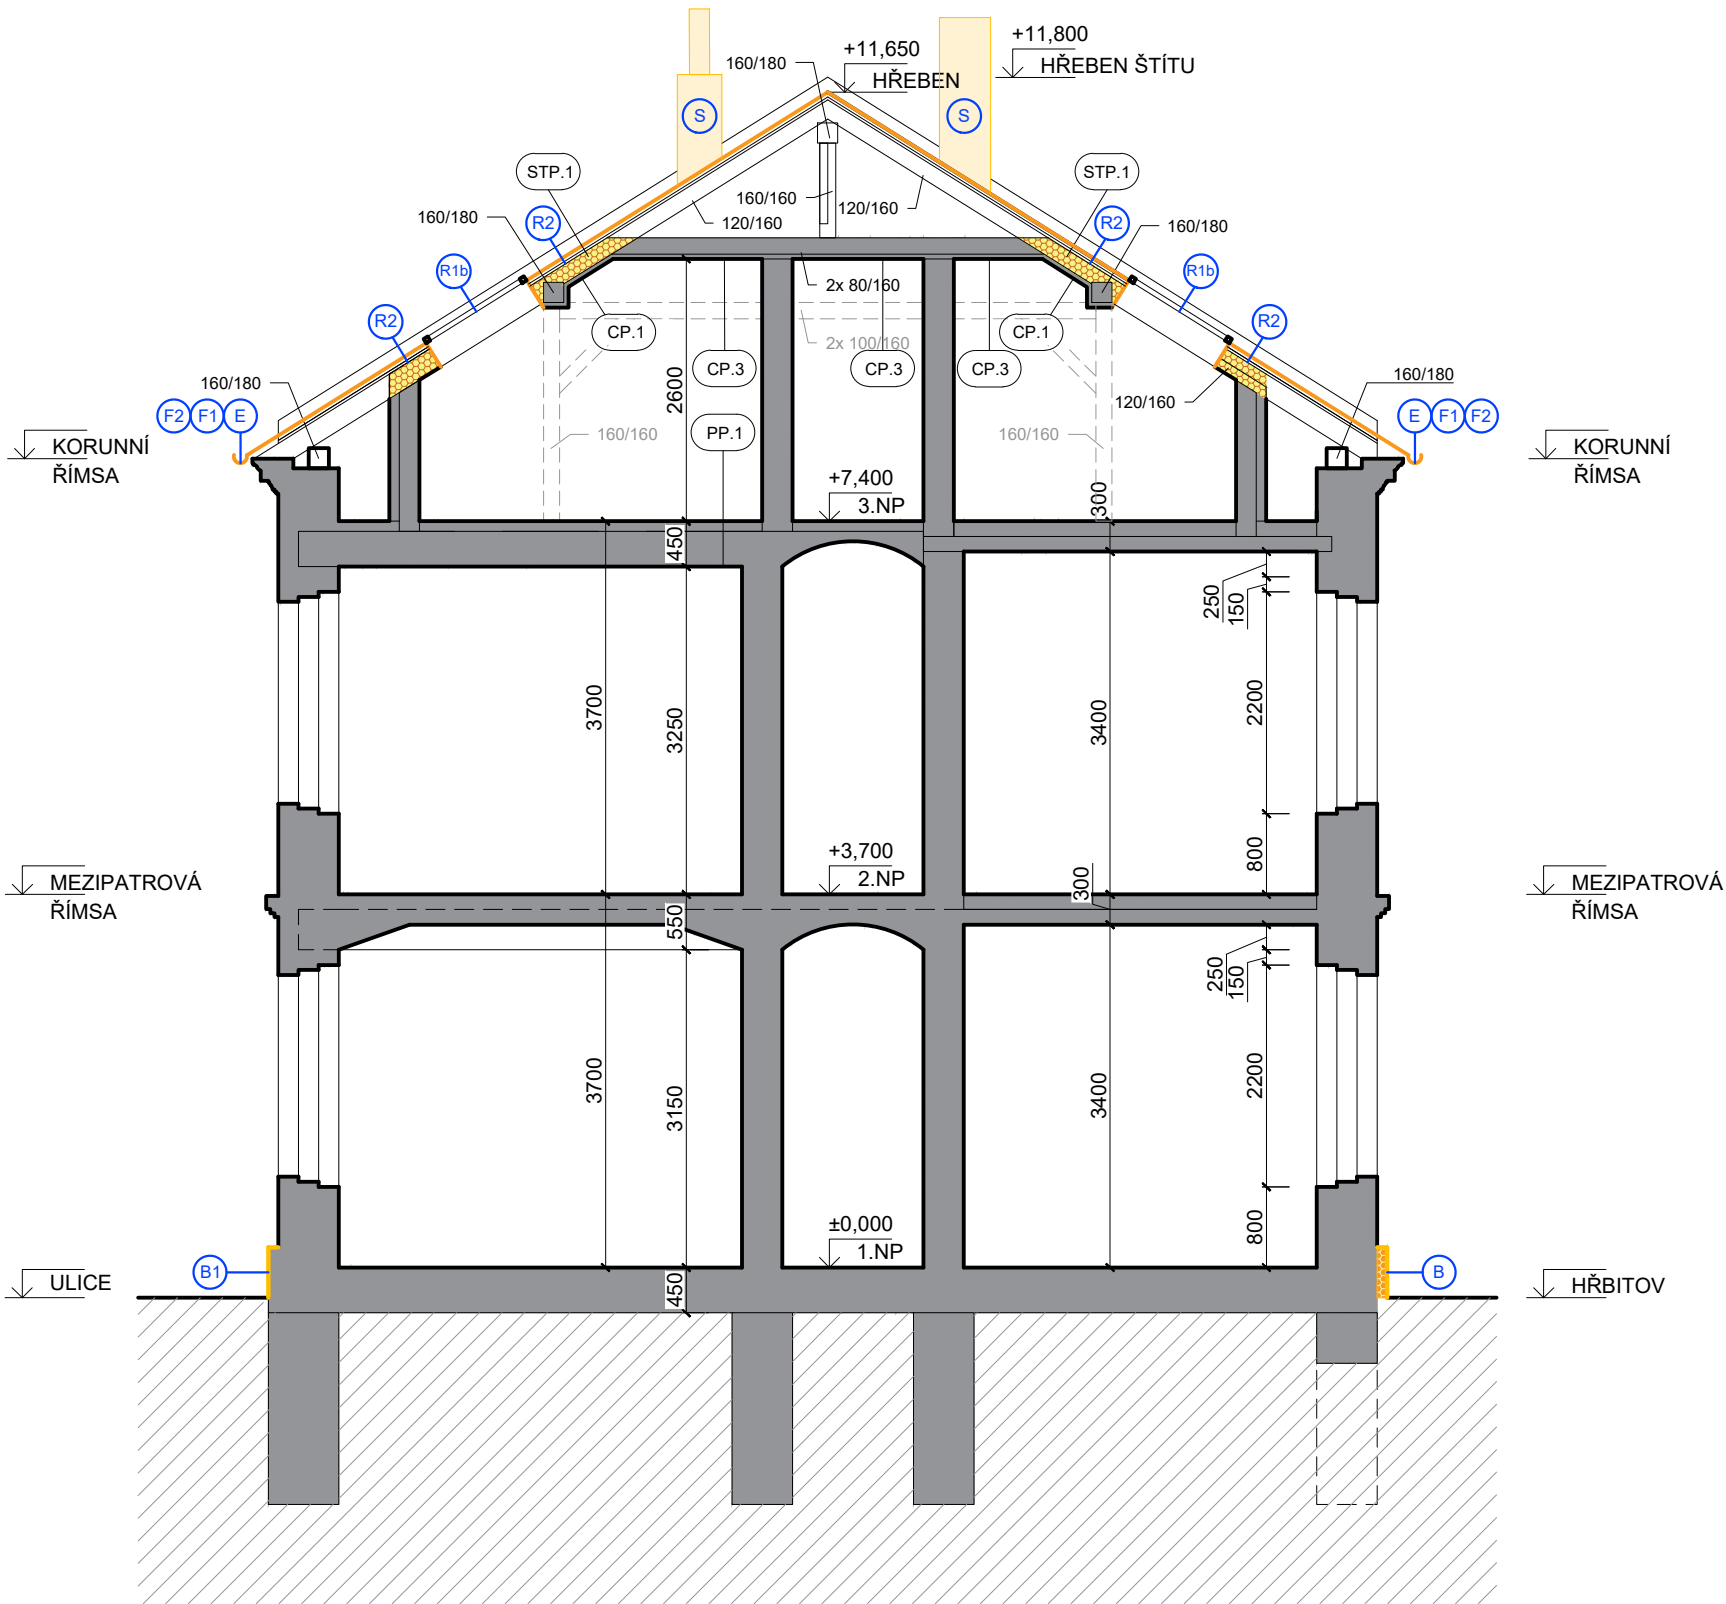 +11,800
HŘEBEN ŠTÍTU
+11,650
HŘEBEN
160/180
S
S
STP.1
STP.1
160/160
120/160
120/160
160/180
R2
R2
160/180
R1b
R1b
2x 80/160
R2
CP.1
2x 100/160
CP.1
R2
CP.3
CP.3
CP.3
160/180
160/180
120/160
2600
F2
F1
E
E
F1
F2
PP.1
160/160
160/160
KORUNNÍ
ŘÍMSA
KORUNNÍ
ŘÍMSA
+7,400
3.NP
300
450
250
150
3700
3250
3400
2200
800
+3,700
2.NP
MEZIPATROVÁ
ŘÍMSA
MEZIPATROVÁ
ŘÍMSA
300
550
250
150
3700
3150
3400
2200
800
±0,000
1.NP
B1
B
ULICE
HŘBITOV
450